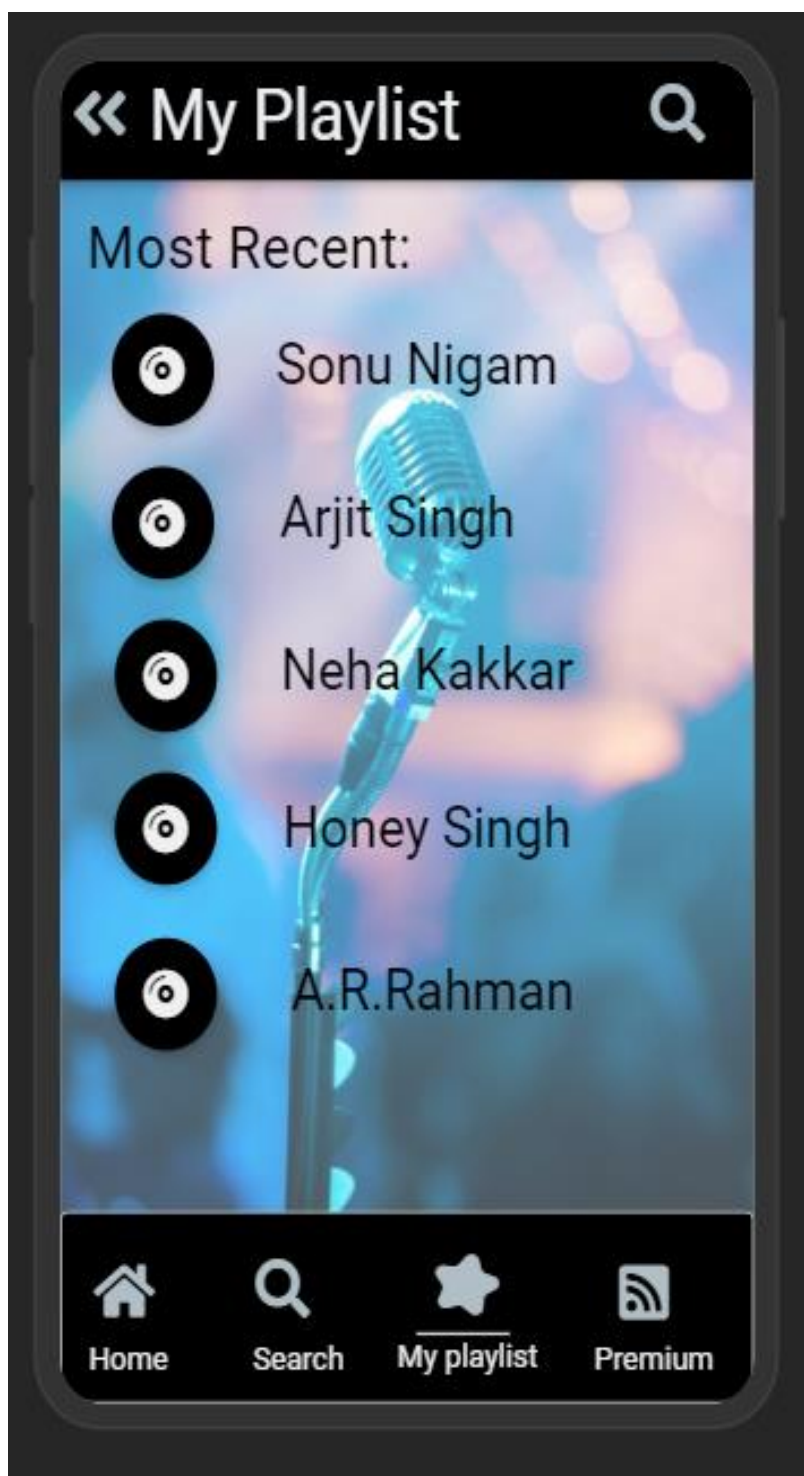 My Playlist
Most Recent:
Sonu Nigam
Arjit Singh
Neha Kakkar
Honey Singh
A.R.Rahman
Home Search My playlist Premium